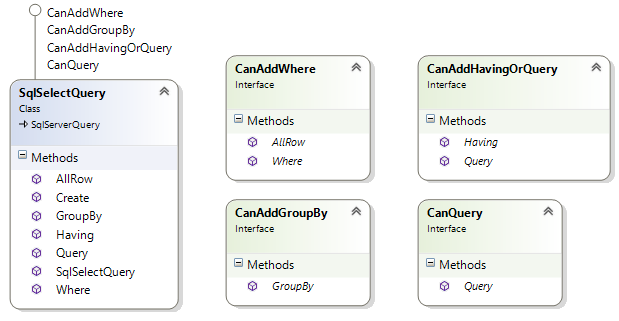 CanAddWhere
CanAddGroupBy
CanAddHavingOrQuery
CanQuery
SqlSelectQuery
Class
SqlServerQuery
Methods
AllRow
Create
GroupBy
Having
Query
SqlSelectQuery
Where
CanAddWhere
Interface
Methods
AllRow
Where
CanAddHavingOrQuery
Interface
Methods
Having
Query
CanAddGroupBy
Interface
Methods
GroupBy
CanQuery
Interface
Methods
Query